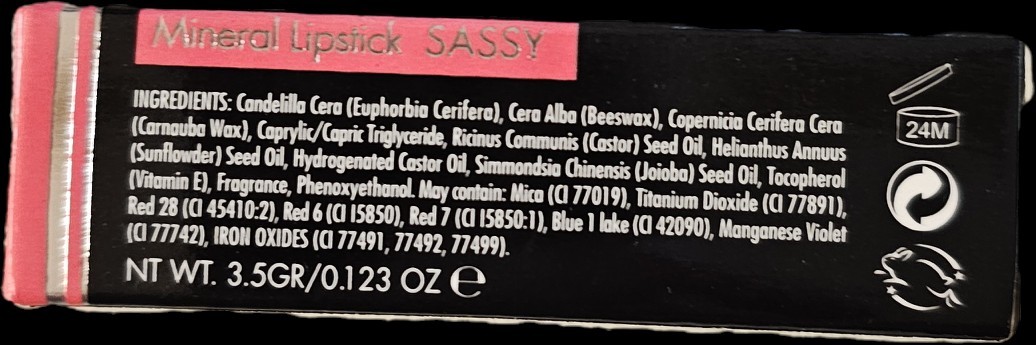 Mineral Lipstick SASSY
INGREDIENTS: Candelilla Cera (Euphorbia Cerifera), Cera Alba (Beeswax), Copernicia Cerifera Cera
(Carnauba Wax), Caprylic/Capric Triglyceride, Ricinus Communis (Castor) Seed Oil, Helianthus Annuus
(Sunflowder) Seed Oil, Hydrogenated Castor Oil, Simmondsia Chinensis (Jojoba) Seed Oil, Tocopherol
(Vitamin E), Fragrance, Phenoxyethanol. May contain: Mica (CI 77019), Titanium Dioxide (CI 77891),
Red 28 (CI 45410:2), Red 6 (CI 15850), Red 7 (CI 15850:1), Blue 1 lake (CI 42090), Manganese Violet
(CI 77742), IRON OXIDES (CI 77491, 77492, 77499).
NT WT. 3.5GR/0.123 OZ ℮
24M